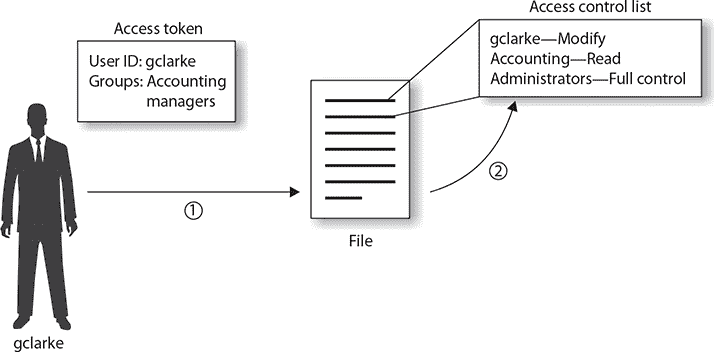 Access token
User ID: gclarke
Groups: Accounting
managers
Access control list
gclarke—Modify
Accounting—Read
Administrators—Full control
①
②
File
gclarke